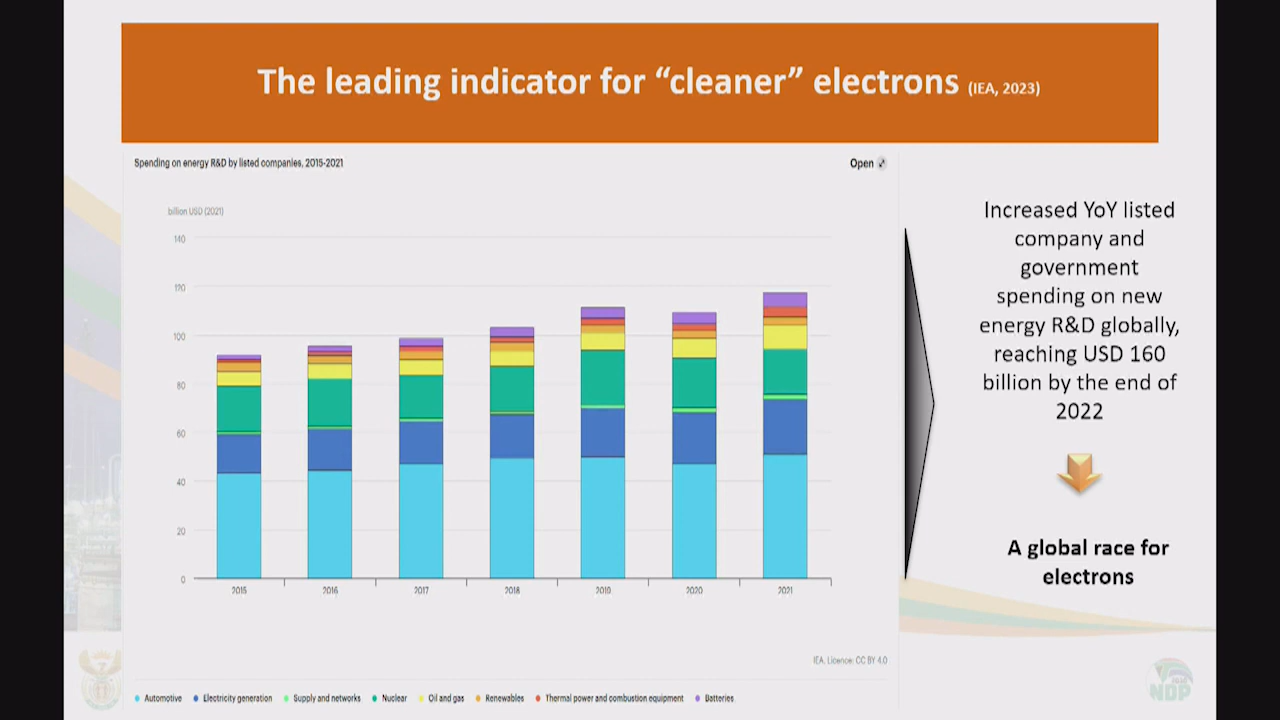 The leading indicator for “cleaner” electrons (IEA, 2023)
Spending on energy R&D by listed companies, 2015-2021
Open
billion USD (2021)
140
120
100
80
60
40
20
0
2015 2016 2017 2018 2019 2020 2021
IEA. Licence: CC BY 4.0
Automotive Electricity generation Supply and networks Nuclear Oil and gas Renewables Thermal power and combustion equipment Batteries
Increased YoY listed
company and
government
spending on new
energy R&D globally,
reaching USD 160
billion by the end of
2022
A global race for
electrons
NDP